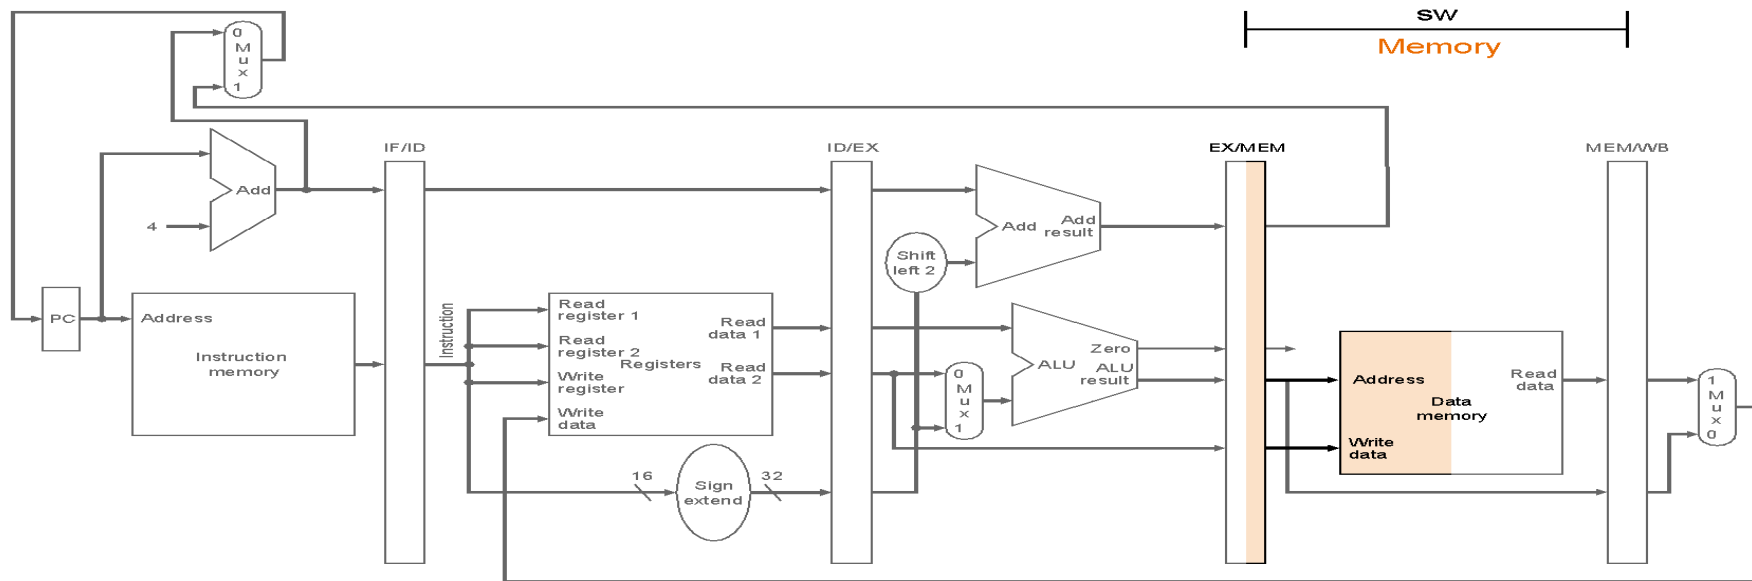 SW
Memory
0
M
u
x
1
IF/ID
ID/EX
EX/MEM
MEM/WB
Add
4
Add
Add
result
Shift
left 2
PC
Address
Instruction
memory
Instruction
Read
register 1
Read
register 2
Write
register
Write
data
Registers
Read
data 1
Read
data 2
0
M
u
x
1
Zero
ALU
ALU
result
Address
Data
memory
Write
data
Read
data
1
M
u
x
0
16
Sign
extend
32